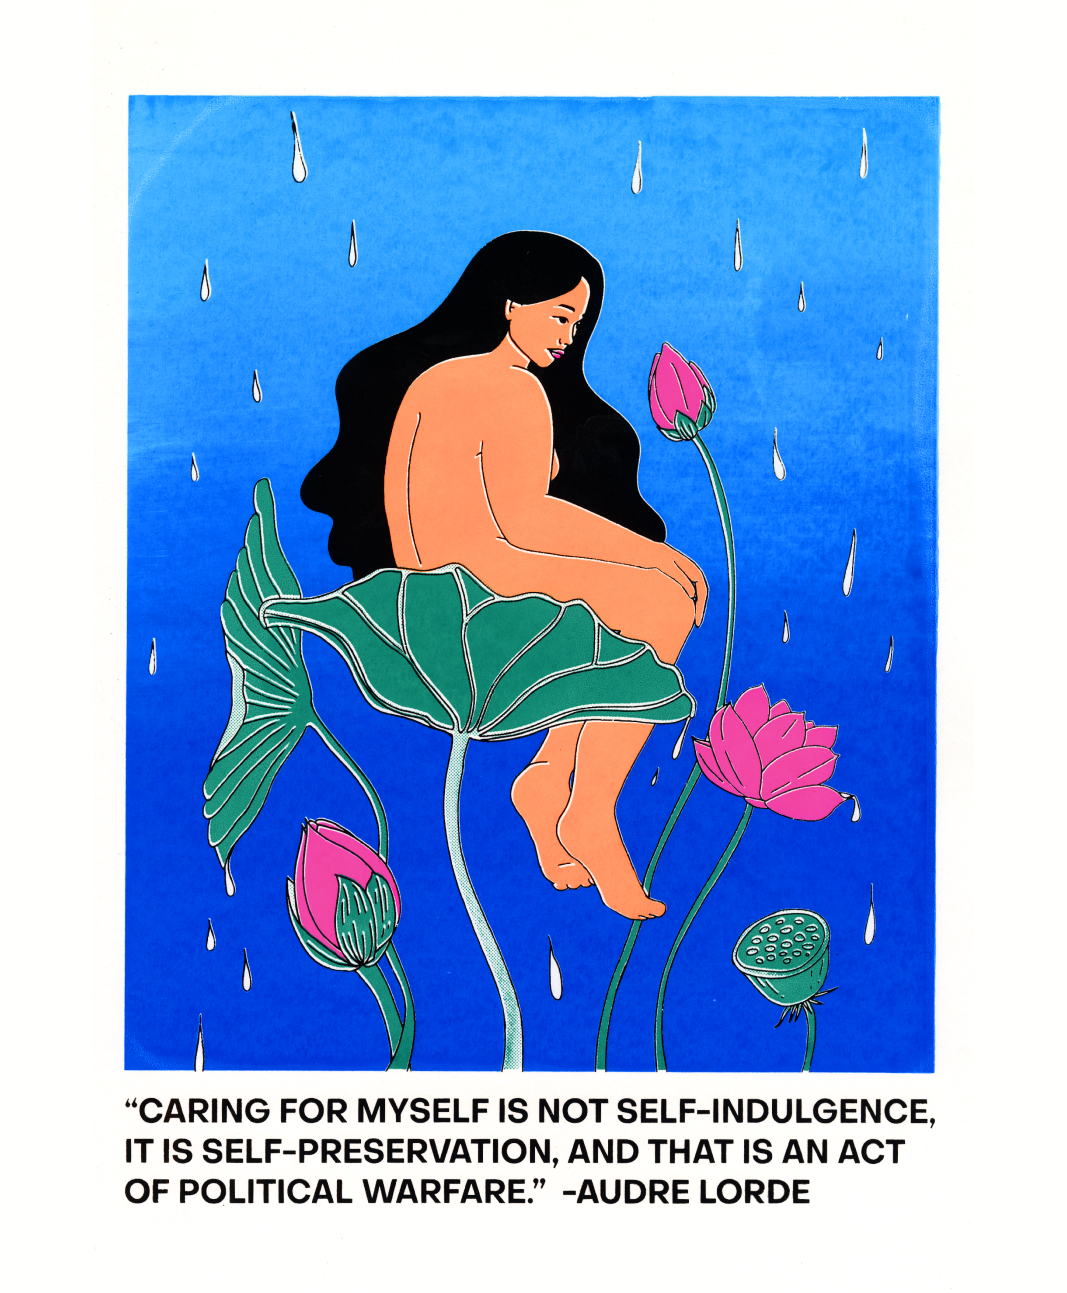 “CARING FOR MYSELF IS NOT SELF-INDULGENCE,
IT IS SELF-PRESERVATION, AND THAT IS AN ACT
OF POLITICAL WARFARE.” -AUDRE LORDE